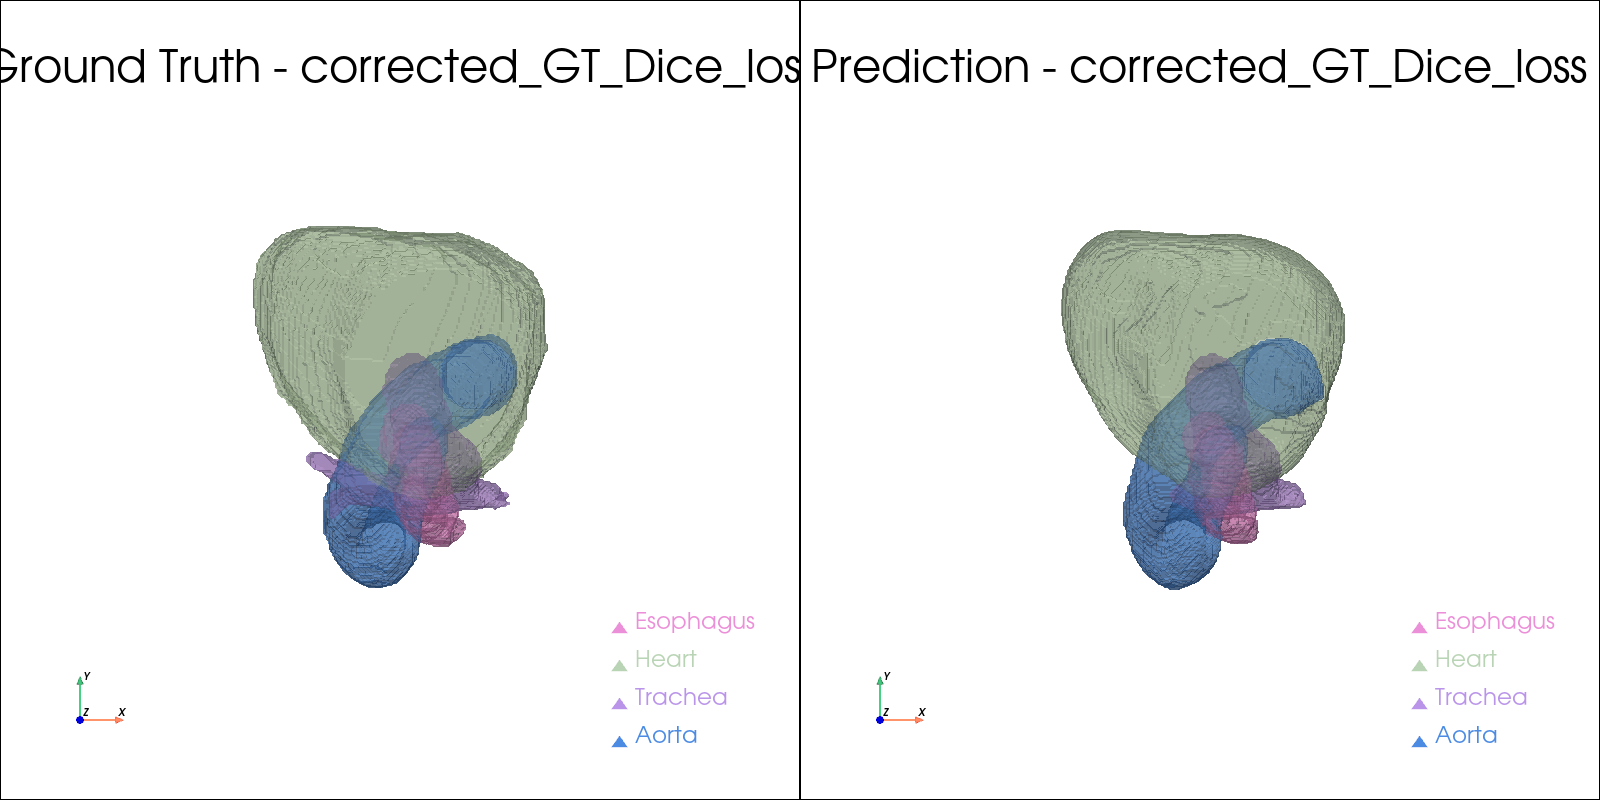 Ground Truth - corrected_GT_Dice_los
Prediction - corrected_GT_Dice_loss
Esophagus
Heart
Trachea
Aorta
Y
Z
X
Esophagus
Heart
Trachea
Aorta
Y
Z
X